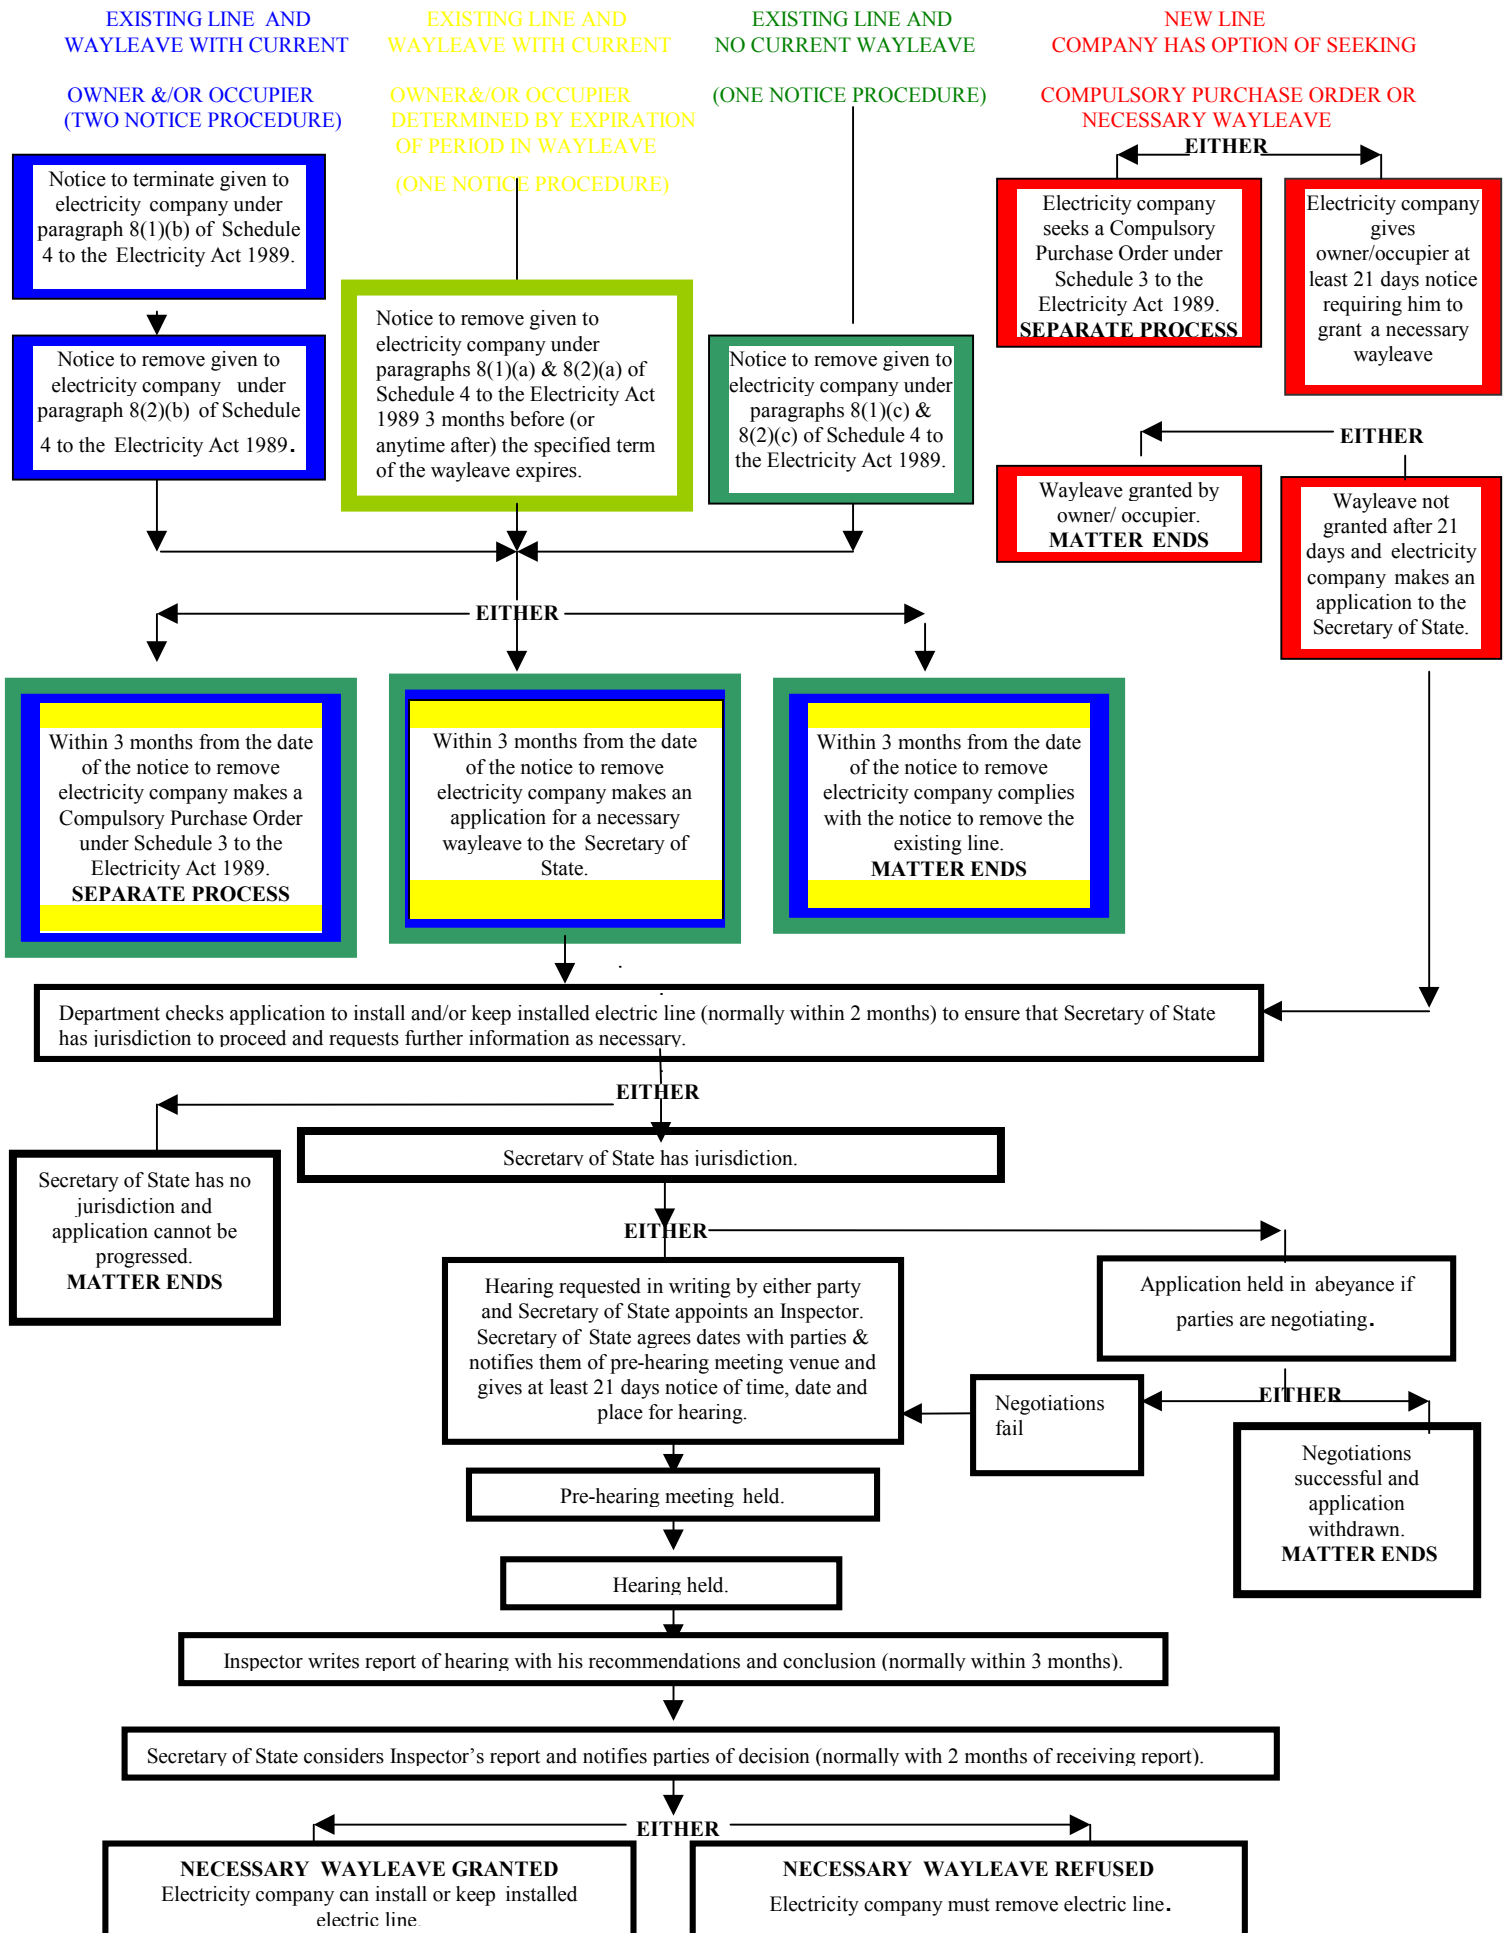 EXISTING LINE AND
WAYLEAVE WITH CURRENT
OWNER &/OR OCCUPIER
(TWO NOTICE PROCEDURE)
EXISTING LINE AND
WAYLEAVE WITH CURRENT
OWNER&/OR OCCUPIER
DETERMINED BY EXPIRATION
OF PERIOD IN WAYLEAVE
(ONE NOTICE PROCEDURE)
EXISTING LINE AND
NO CURRENT WAYLEAVE
(ONE NOTICE PROCEDURE)
NEW LINE
COMPANY HAS OPTION OF SEEKING
COMPULSORY PURCHASE ORDER OR
NECESSARY WAYLEAVE
EITHER
Notice to terminate given to
electricity company under
paragraph 8(1)(b) of Schedule
4 to the Electricity Act 1989.
Electricity company
seeks a Compulsory
Purchase Order under
Schedule 3 to the
Electricity Act 1989.
SEPARATE PROCESS
Electricity company
gives
owner/occupier at
least 21 days notice
requiring him to
grant a necessary
wayleave
Notice to remove given to
electricity company under
paragraph 8(2)(b) of Schedule
4 to the Electricity Act 1989.
Notice to remove given to
electricity company under
paragraphs 8(1)(a) & 8(2)(a) of
Schedule 4 to the Electricity Act
1989 3 months before (or
anytime after) the specified term
of the wayleave expires.
Notice to remove given to
electricity company under
paragraphs 8(1)(c) &
8(2)(c) of Schedule 4 to
the Electricity Act 1989.
EITHER
Wayleave granted by
owner/ occupier.
MATTER ENDS
Wayleave not
granted after 21
days and electricity
company makes an
application to the
Secretary of State.
EITHER
Within 3 months from the date
of the notice to remove
electricity company makes a
Compulsory Purchase Order
under Schedule 3 to the
Electricity Act 1989.
SEPARATE PROCESS
Within 3 months from the date
of the notice to remove
electricity company makes an
application for a necessary
wayleave to the Secretary of
State.
Within 3 months from the date
of the notice to remove
electricity company complies
with the notice to remove the
existing line.
MATTER ENDS
Department checks application to install and/or keep installed electric line (normally within 2 months) to ensure that Secretary of State
has jurisdiction to proceed and requests further information as necessary.
EITHER
Secretary of State has no
jurisdiction and
application cannot be
progressed.
MATTER ENDS
Secretary of State has jurisdiction.
EITHER
Hearing requested in writing by either party
and Secretary of State appoints an Inspector.
Secretary of State agrees dates with parties &
notifies them of pre-hearing meeting venue and
gives at least 21 days notice of time, date and
place for hearing.
Application held in abeyance if
parties are negotiating.
EITHER
Negotiations
fail
Negotiations
successful and
application
withdrawn.
MATTER ENDS
Pre-hearing meeting held.
Hearing held.
Inspector writes report of hearing with his recommendations and conclusion (normally within 3 months).
Secretary of State considers Inspector's report and notifies parties of decision (normally with 2 months of receiving report).
EITHER
NECESSARY WAYLEAVE GRANTED
Electricity company can install or keep installed
electric line.
NECESSARY WAYLEAVE REFUSED
Electricity company must remove electric line.